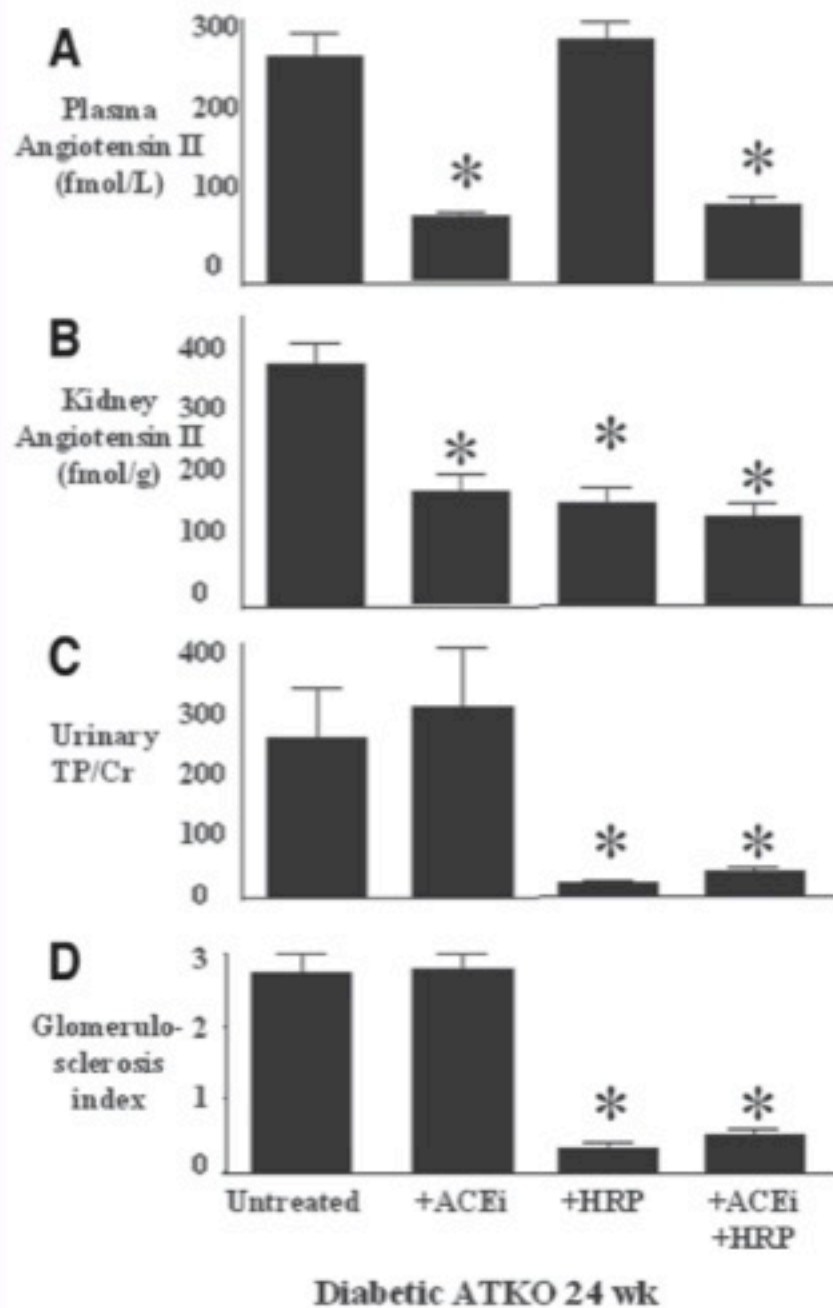 A
Plasma
Angiotensin II
(fmol/L)
300
200
100
0
*
*
B
Kidney
Angiotensin II
(fmol/g)
400
300
200
100
0
*
*
*
C
Urinary
TP/Cr
400
300
200
100
0
*
*
D
Glomerulo-
sclerosis
index
3
2
1
0
*
*
Untreated
+ACEi
+HRP
+ACEi
+HRP
Diabetic ATKO 24 wk